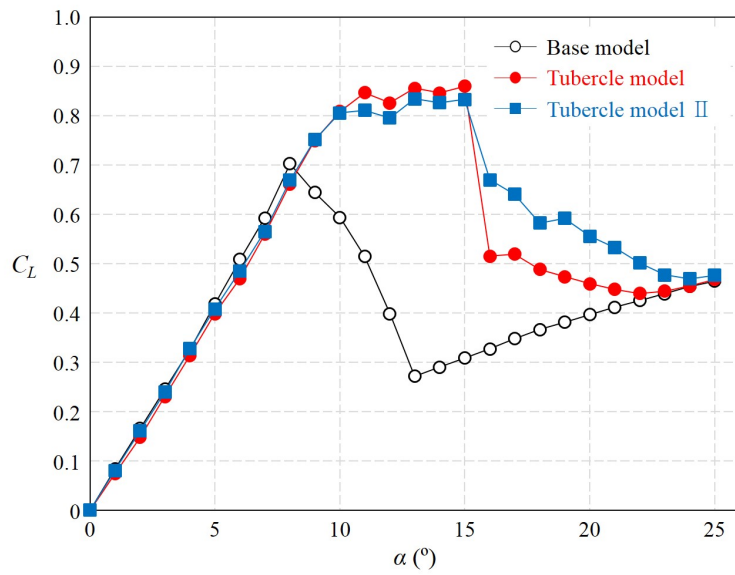 1.0
0.9
0.8
0.7
0.6
0.5
0.4
0.3
0.2
0.1
0
C_L
Base model
Tubercle model
Tubercle model Ⅱ
0 5 10 15 20 25
α (º)